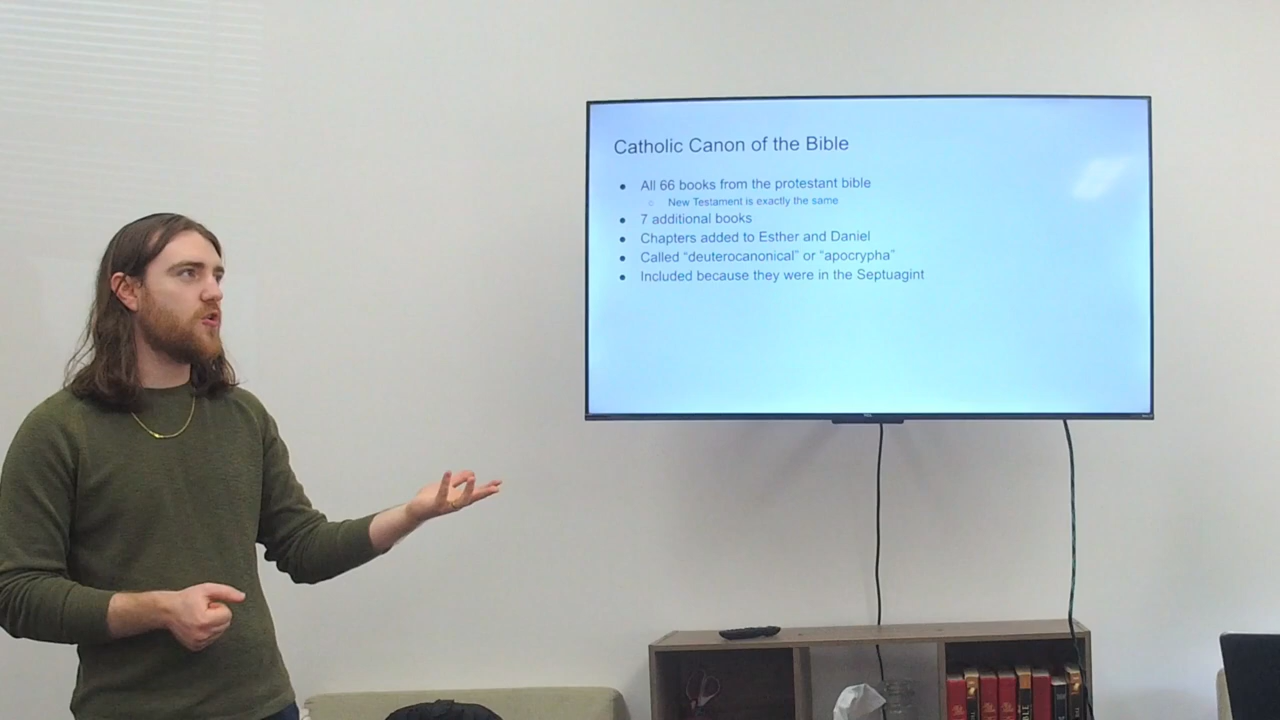 Catholic Canon of the Bible
● All 66 books from the protestant bible
○ New Testament is exactly the same
● 7 additional books
● Chapters added to Esther and Daniel
● Called “deuterocanonical” or “apocrypha”
● Included because they were in the Septuagint
TCL